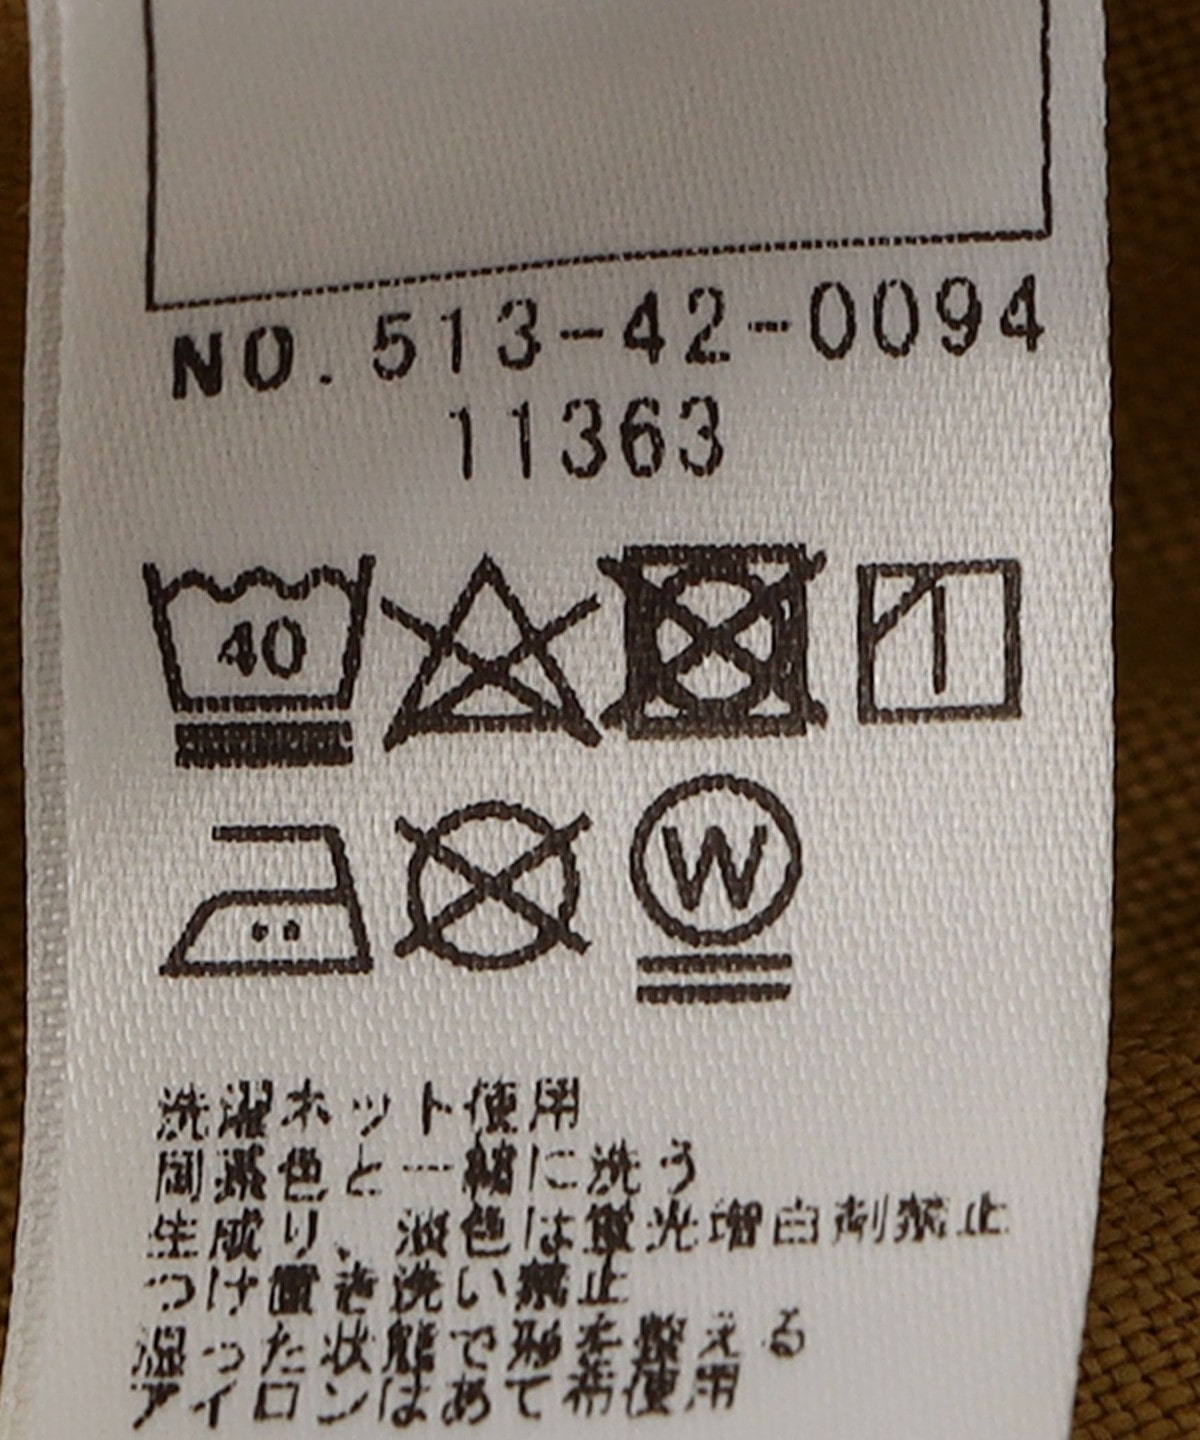 NO. 513-42-0094
11363
40
W
洗濯ネット使用
同系色と一緒に洗う
生成り、淡色は蛍光増白剤禁止
つけ置き洗い禁止
湿った状態で形を整える
アイロンはあて布使用